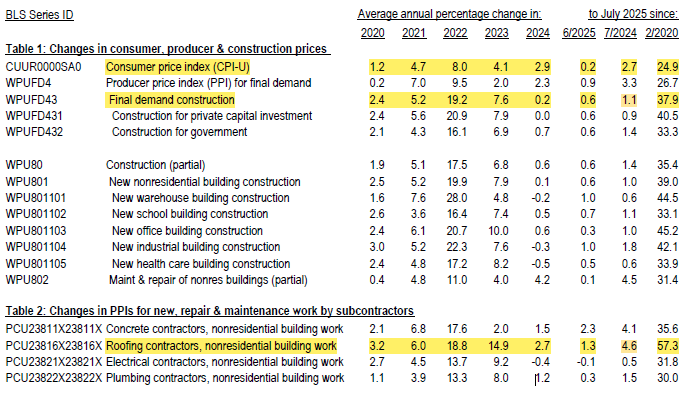 BLS Series ID Average annual percentage change in: to July 2025 since:
2020 2021 2022 2023 2024 6/2025 7/2024 2/2020
Table 1: Changes in consumer, producer & construction prices
CUUR0000SA0 Consumer price index (CPI-U) 1.2 4.7 8.0 4.1 2.9 0.2 2.7 24.9
WPUFD4 Producer price index (PPI) for final demand 0.2 7.0 9.5 2.0 2.3 0.9 3.3 26.7
WPUFD43 Final demand construction 2.4 5.2 19.2 7.6 0.2 0.6 1.1 37.9
WPUFD431 Construction for private capital investment 2.4 5.6 20.9 7.9 0.0 0.6 0.9 40.5
WPUFD432 Construction for government 2.1 4.3 16.1 6.9 0.7 0.6 1.4 33.3
WPU80 Construction (partial) 1.9 5.1 17.5 6.8 0.6 0.6 1.4 35.4
WPU801 New nonresidential building construction 2.5 5.2 19.9 7.9 0.1 0.6 1.0 39.0
WPU801101 New warehouse building construction 1.6 7.6 28.0 4.8 -0.2 1.0 0.6 44.5
WPU801102 New school building construction 2.6 3.6 16.4 7.4 0.5 0.7 1.1 33.1
WPU801103 New office building construction 2.4 6.1 20.7 10.0 0.6 0.3 1.0 45.2
WPU801104 New industrial building construction 3.0 5.2 22.3 7.6 -0.3 1.0 1.8 42.1
WPU801105 New health care building construction 2.4 4.8 17.2 8.2 -0.5 0.6 0.6 33.9
WPU802 Maint & repair of nonres buildings (partial) 0.4 4.8 11.0 4.0 4.2 0.1 4.5 31.4
Table 2: Changes in PPIs for new, repair & maintenance work by subcontractors
PCU23811X23811X Concrete contractors, nonresidential building work 2.1 6.8 17.6 2.0 1.5 2.3 4.1 35.6
PCU23816X23816X Roofing contractors, nonresidential building work 3.2 6.0 18.8 14.9 2.7 1.3 4.6 57.3
PCU23821X23821X Electrical contractors, nonresidential building work 2.7 4.5 13.7 9.2 -0.4 -0.1 0.5 31.8
PCU23822X23822X Plumbing contractors, nonresidential building work 1.1 3.9 13.3 8.0 1.2 0.3 1.5 30.0